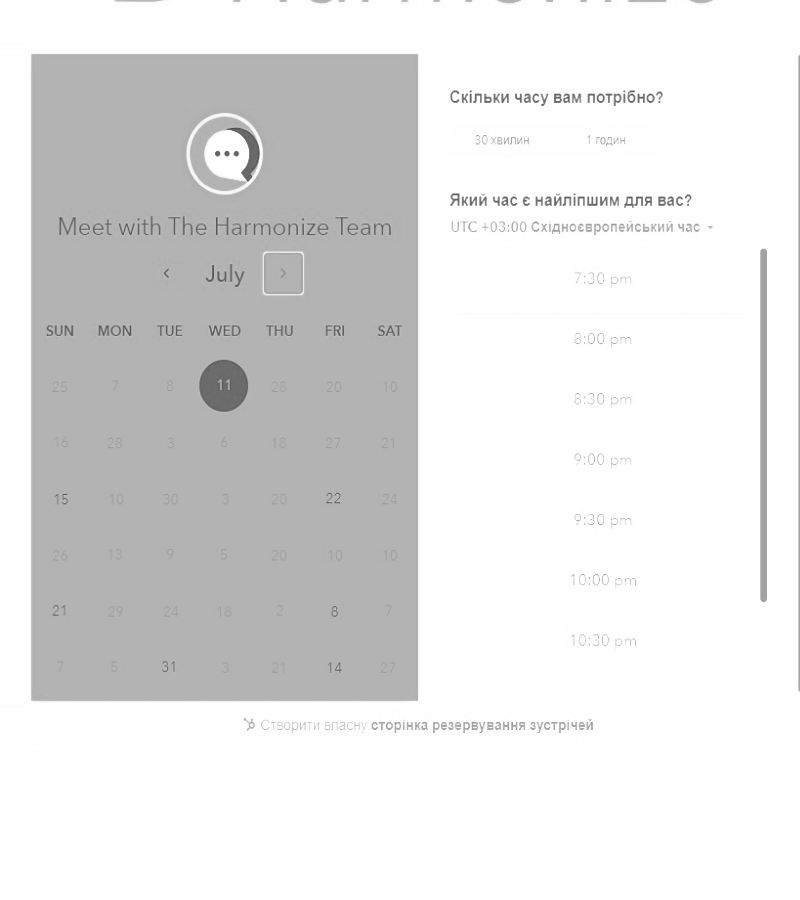 Harmonize
Meet with The Harmonize Team
July
SUN MON TUE WED THU FRI SAT
25 7 8 11 28 20 10
16 28 3 6 18 27 21
15 10 30 3 20 22 24
26 13 9 5 20 10 10
21 29 24 18 2 8 7
7 5 31 3 21 14 27
Скільки часу вам потрібно?
30 хвилин 1 годин
Який час є найліпшим для вас?
UTC +03:00 Східноєвропейський час
7:30 pm
8:00 pm
8:30 pm
9:00 pm
9:30 pm
10:00 pm
10:30 pm
Створити власну сторінка резервування зустрічей